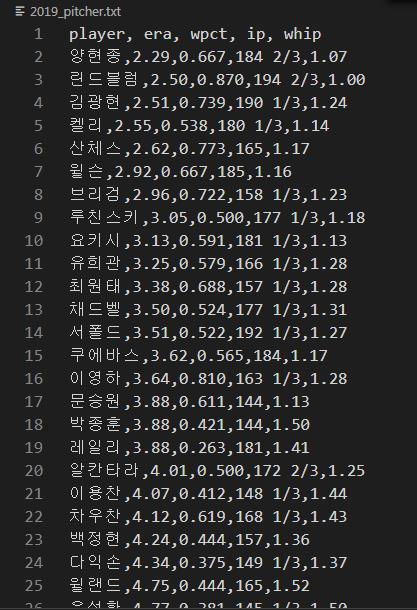 2019_pitcher.txt
1 player, era, wpct, ip, whip
2 양현종,2.29,0.667,184 2/3,1.07
3 린드블럼,2.50,0.870,194 2/3,1.00
4 김광현,2.51,0.739,190 1/3,1.24
5 켈리,2.55,0.538,180 1/3,1.14
6 산체스,2.62,0.773,165,1.17
7 윌슨,2.92,0.667,185,1.16
8 브리검,2.96,0.722,158 1/3,1.23
9 루친스키,3.05,0.500,177 1/3,1.18
10 요키시,3.13,0.591,181 1/3,1.13
11 유희관,3.25,0.579,166 1/3,1.28
12 최원태,3.38,0.688,157 1/3,1.28
13 채드벨,3.50,0.524,177 1/3,1.31
14 서폴드,3.51,0.522,192 1/3,1.27
15 쿠에바스,3.62,0.565,184,1.17
16 이영하,3.64,0.810,163 1/3,1.28
17 문승원,3.88,0.611,144,1.13
18 박종훈,3.88,0.421,144,1.50
19 레일리,3.88,0.263,181,1.41
20 알칸타라,4.01,0.500,172 2/3,1.25
21 이용찬,4.07,0.412,148 1/3,1.44
22 차우찬,4.12,0.619,168 1/3,1.43
23 백정현,4.24,0.444,157,1.36
24 다익손,4.34,0.375,149 1/3,1.37
25 윌랜드,4.75,0.444,165,1.52